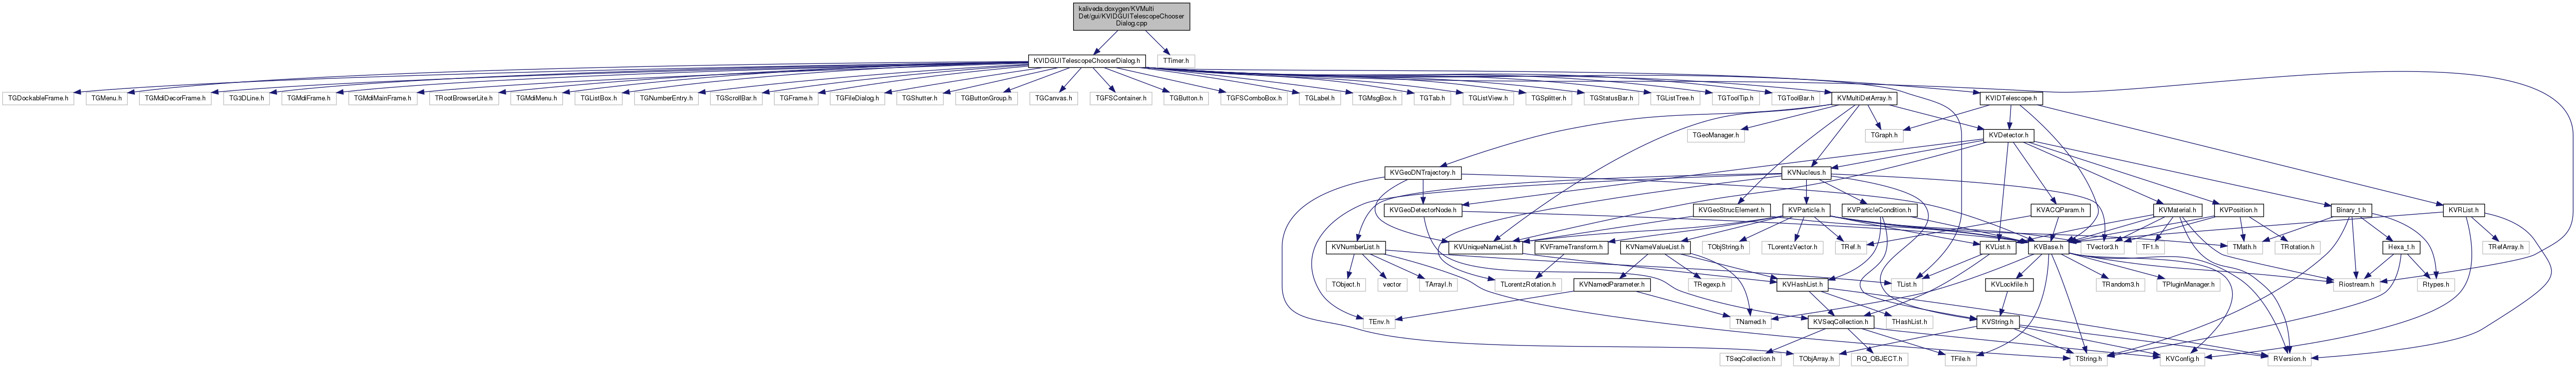 kaliveda.doxygen/KVMulti
Det/gui/KVIDGUITelescopeChooser
Dialog.cpp
KVIDGUITelescopeChooserDialog.h
TTimer.h
TGDockableFrame.h
TGMenu.h
TGMdiDecorFrame.h
TG3DLine.h
TGMdiFrame.h
TGMdiMainFrame.h
TRootBrowserLite.h
TGMdiMenu.h
TGListBox.h
TGNumberEntry.h
TGScrollBar.h
TGFrame.h
TGFileDialog.h
TGShutter.h
TGButtonGroup.h
TGCanvas.h
TGFSContainer.h
TGButton.h
TGFSComboBox.h
TGLabel.h
TGMsgBox.h
TGTab.h
TGListView.h
TGSplitter.h
TGStatusBar.h
TGListTree.h
TGToolTip.h
TGToolBar.h
KVMultiDetArray.h
KVIDTelescope.h
TGeoManager.h
TGraph.h
KVDetector.h
KVGeoDNTrajectory.h
KVNucleus.h
KVGeoDetectorNode.h
KVGeoStrucElement.h
KVParticle.h
KVParticleCondition.h
KVACQParam.h
KVMaterial.h
KVPosition.h
Binary_t.h
KVRList.h
KVNumberList.h
KVUniqueNameList.h
KVFrameTransform.h
KVNameValueList.h
TObjString.h
TLorentzVector.h
TRef.h
KVList.h
KVBase.h
TVector3.h
TF1.h
TMath.h
TRotation.h
Hexa_t.h
TRefArray.h
TObject.h
vector
TArrayI.h
TLorentzRotation.h
KVNamedParameter.h
TRegexp.h
KVHashList.h
TList.h
KVLockfile.h
TRandom3.h
TPluginManager.h
Riostream.h
Rtypes.h
TEnv.h
TNamed.h
KVSeqCollection.h
THashList.h
KVString.h
TSeqCollection.h
TObjArray.h
RQ_OBJECT.h
TFile.h
TString.h
KVConfig.h
RVersion.h